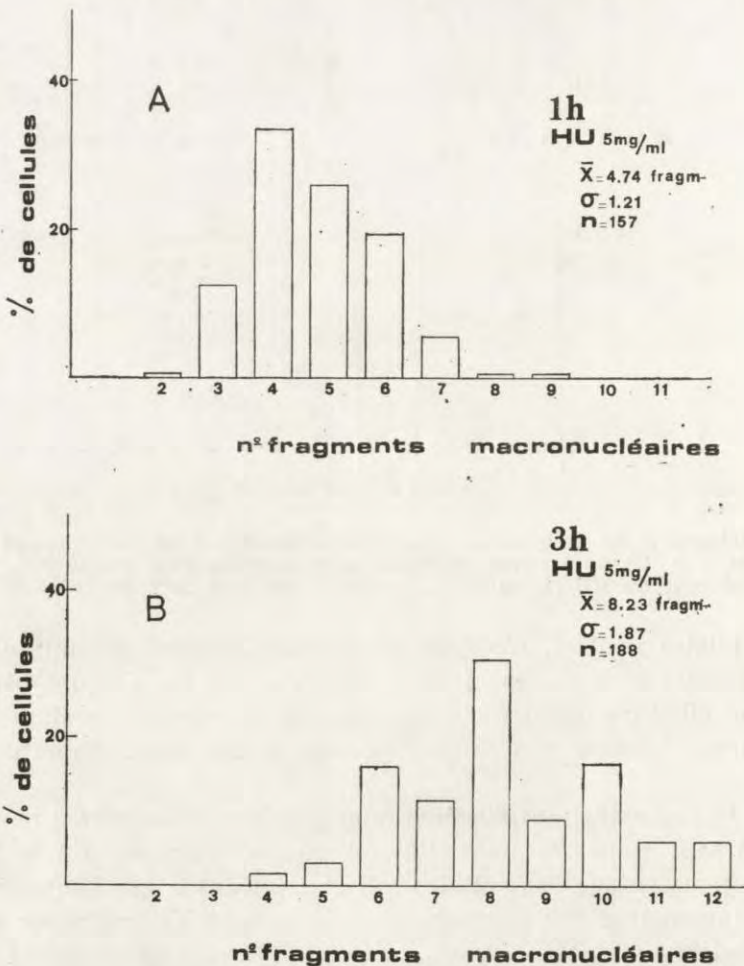 40
20
% de cellules
A
1h
HU 5mg/ml
X̄=4.74 fragm-
σ=1.21
n=157
2 3 4 5 6 7 8 9 10 11
nº fragments macronucléaires
40
20
% de cellules
B
3h
HU 5mg/ml
X̄=8.23 fragm-
σ=1.87
n=188
2 3 4 5 6 7 8 9 10 11 12
nº fragments macronucléaires